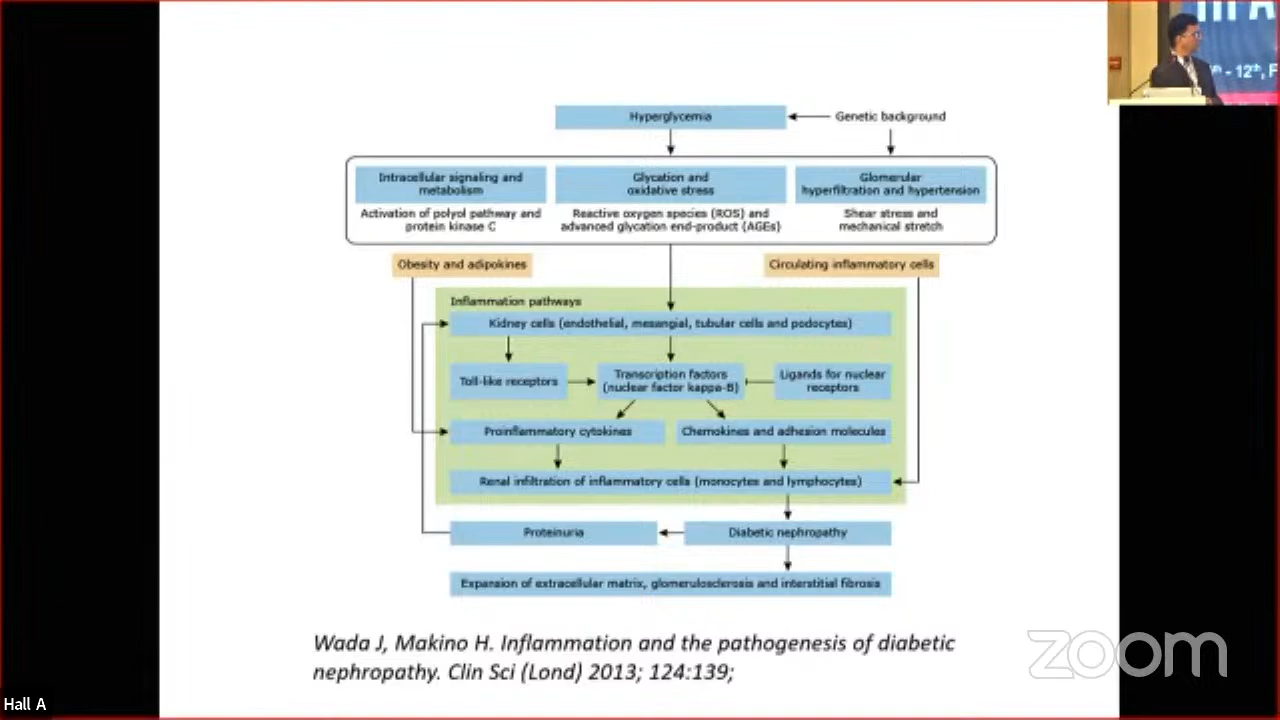 Hyperglycemia
Genetic background
Intracellular signaling and
metabolism
Activation of polyol pathway and
protein kinase C
Glycation and
oxidative stress
Reactive oxygen species (ROS) and
advanced glycation end-product (AGEs)
Glomerular
hyperfiltration and hypertension
Shear stress and
mechanical stretch
Obesity and adipokines
Circulating inflammatory cells
Inflammation pathways
Kidney cells (endothelial, mesangial, tubular cells and podocytes)
Toll-like receptors
Transcription factors
(nuclear factor kappa-B)
Ligands for nuclear
receptors
Proinflammatory cytokines
Chemokines and adhesion molecules
Renal infiltration of inflammatory cells (monocytes and lymphocytes)
Proteinuria
Diabetic nephropathy
Expansion of extracellular matrix, glomerulosclerosis and interstitial fibrosis
Wada J, Makino H. Inflammation and the pathogenesis of diabetic
nephropathy. Clin Sci (Lond) 2013; 124:139;
zoom
Hall A
- 12th, F